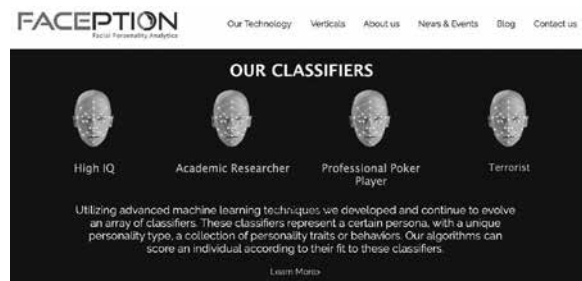 FACEPTION
Facial Personality Analytics
Our Technology Verticals About us News & Events Blog Contact us
OUR CLASSIFIERS
High IQ Academic Researcher Professional Poker Player Terrorist
Utilizing advanced machine learning techniques we developed and continue to evolve
an array of classifiers. These classifiers represent a certain persona, with a unique
personality type, a collection of personality traits or behaviors. Our algorithms can
score an individual according to their fit to these classifiers.
Learn More>